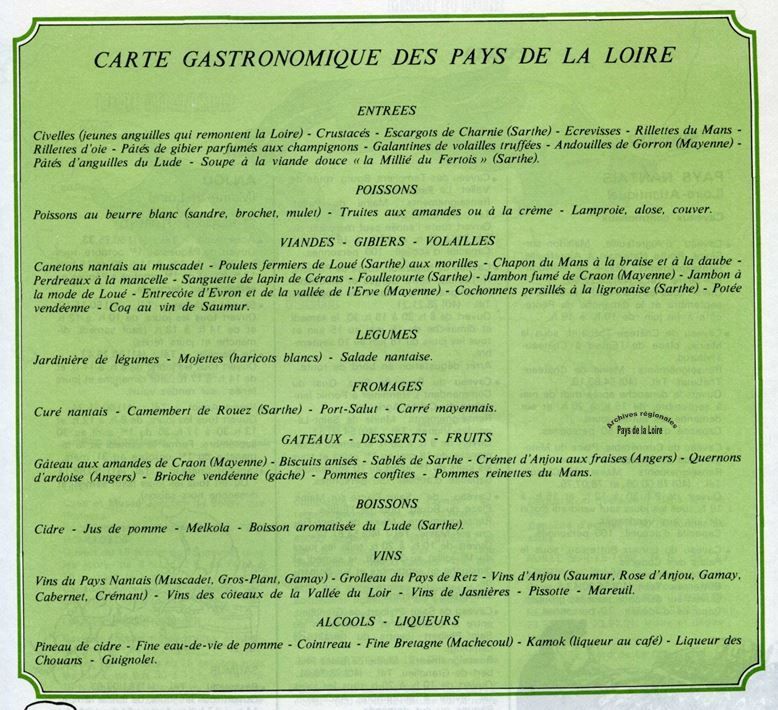 CARTE GASTRONOMIQUE DES PAYS DE LA LOIRE
ENTREES
Civelles (jeunes anguilles qui remontent la Loire) - Crustacés - Escargots de Charnie (Sarthe) - Ecrevisses - Rillettes du Mans -
Rillettes d'oie - Pâtés de gibier parfumés aux champignons - Galantines de volailles truffées - Andouilles de Gorron (Mayenne) -
Pâtés d'anguilles du Lude - Soupe à la viande douce « la Millié du Fertois » (Sarthe).
POISSONS
Poissons au beurre blanc (sandre, brochet, mulet) - Truites aux amandes ou à la crème - Lamproie, alose, couver.
VIANDES - GIBIERS - VOLAILLES
Canetons nantais au muscadet - Poulets fermiers de Loué (Sarthe) aux morilles - Chapon du Mans à la braise et à la daube -
Perdreaux à la mancelle - Sanguette de lapin de Cérans - Foulletourte (Sarthe) - Jambon fumé de Craon (Mayenne) - Jambon à
la mode de Loué - Entrecôte d'Evron et de la vallée de l'Erve (Mayenne) - Cochonnets persillés à la ligronaise (Sarthe) - Potée
vendéenne - Coq au vin de Saumur.
LEGUMES
Jardinière de légumes - Mojettes (haricots blancs) - Salade nantaise.
FROMAGES
Curé nantais - Camembert de Rouez (Sarthe) - Port-Salut - Carré mayennais.
Archives régionales
Pays de la Loire
GATEAUX - DESSERTS - FRUITS
Gâteau aux amandes de Craon (Mayenne) - Biscuits anisés - Sablés de Sarthe - Crémet d'Anjou aux fraises (Angers) - Quernons
d'ardoise (Angers) - Brioche vendéenne (gâche) - Pommes confites - Pommes reinettes du Mans.
BOISSONS
Cidre - Jus de pomme - Melkola - Boisson aromatisée du Lude (Sarthe).
VINS
Vins du Pays Nantais (Muscadet, Gros-Plant, Gamay) - Grolleau du Pays de Retz - Vins d'Anjou (Saumur, Rose d'Anjou, Gamay,
Cabernet, Crémant) - Vins des côteaux de la Vallée du Loir - Vins de Jasnières - Pissotte - Mareuil.
ALCOOLS - LIQUEURS
Pineau de cidre - Fine eau-de-vie de pomme - Cointreau - Fine Bretagne (Machecoul) - Kamok (liqueur au café) - Liqueur des
Chouans - Guignolet.